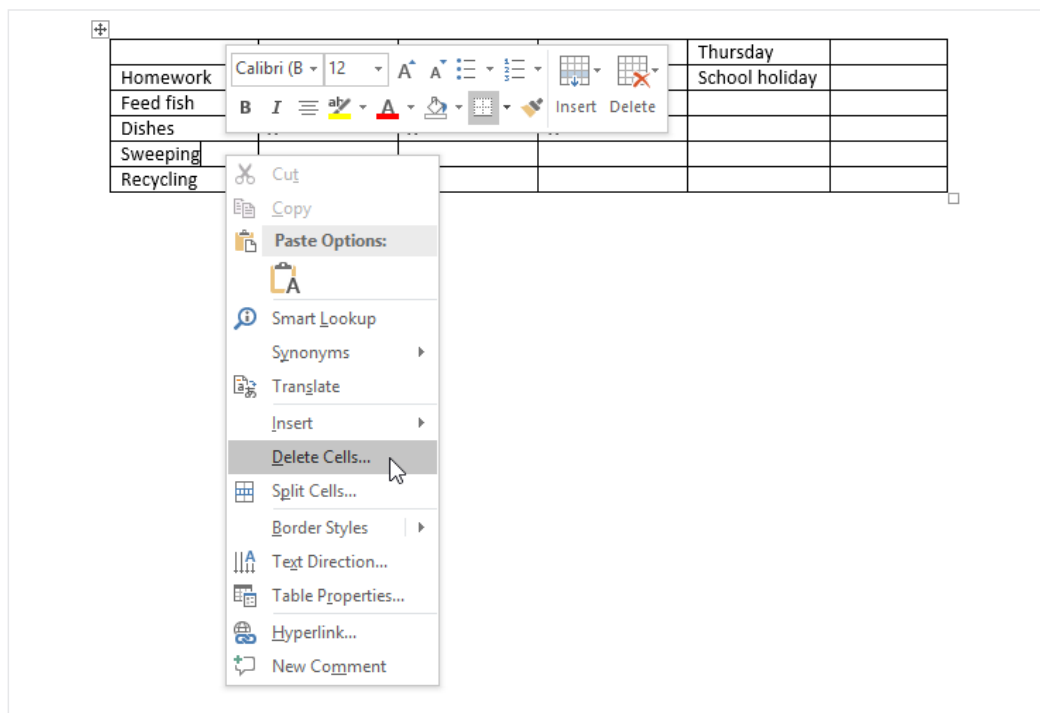 Thursday
Calibri (B 12 A A
Homework School holiday
Feed fish B I ab A Insert Delete
Dishes
Sweeping
Recycling
Cut
Copy
Paste Options:
A
Smart Lookup
Synonyms
Translate
Insert
Delete Cells...
Split Cells...
Border Styles
Text Direction...
Table Properties...
Hyperlink...
New Comment